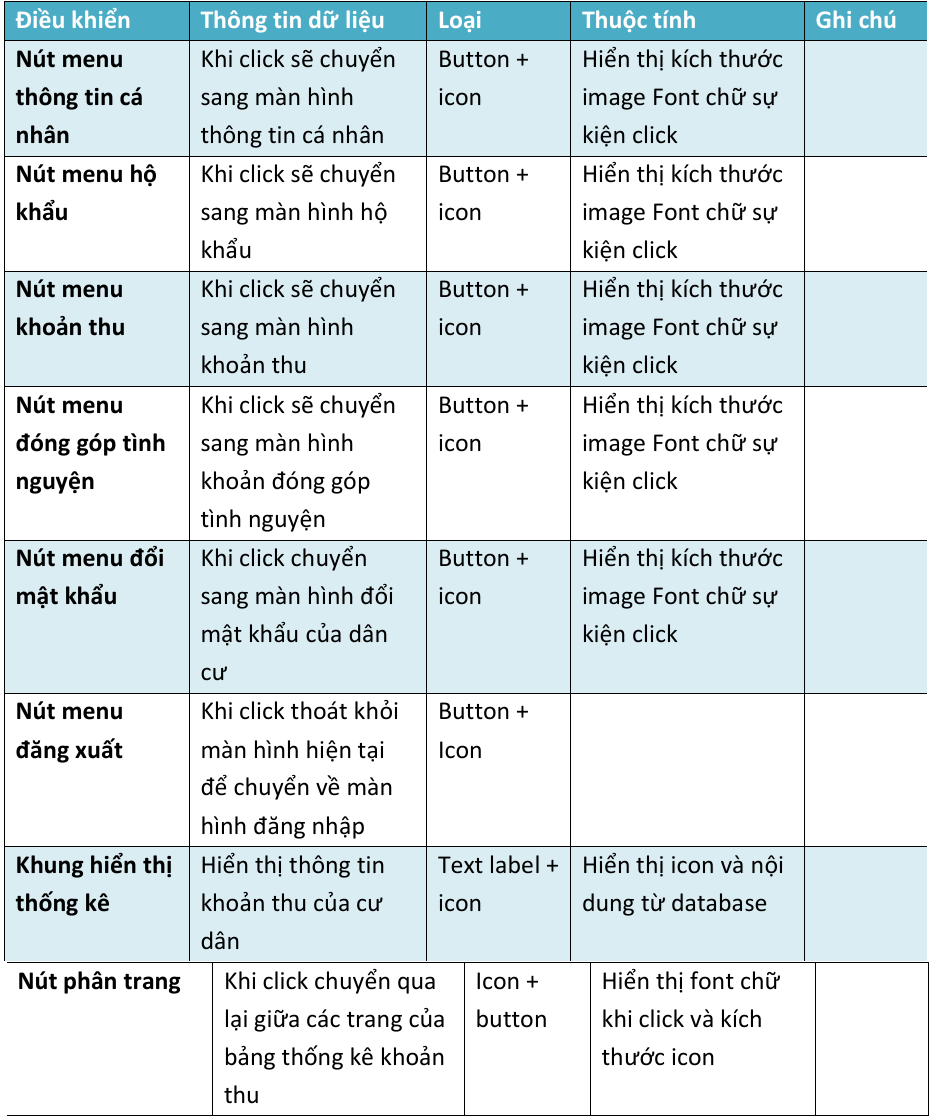 Điều khiển Thông tin dữ liệu Loại Thuộc tính Ghi chú
Nút menu
thông tin cá
nhân
Khi click sẽ chuyển
sang màn hình
thông tin cá nhân
Button +
icon
Hiển thị kích thước
image Font chữ sự
kiện click
Nút menu hộ
khẩu
Khi click sẽ chuyển
sang màn hình hộ
khẩu
Button +
icon
Hiển thị kích thước
image Font chữ sự
kiện click
Nút menu
khoản thu
Khi click sẽ chuyển
sang màn hình
khoản thu
Button +
icon
Hiển thị kích thước
image Font chữ sự
kiện click
Nút menu
đóng góp tình
nguyện
Khi click sẽ chuyển
sang màn hình
khoản đóng góp
tình nguyện
Button +
icon
Hiển thị kích thước
image Font chữ sự
kiện click
Nút menu đổi
mật khẩu
Khi click chuyển
sang màn hình đổi
mật khẩu của dân
cư
Button +
icon
Hiển thị kích thước
image Font chữ sự
kiện click
Nút menu
đăng xuất
Khi click thoát khỏi
màn hình hiện tại
để chuyển về màn
hình đăng nhập
Button +
Icon
Khung hiển thị
thống kê
Hiển thị thông tin
khoản thu của cư
dân
Text label +
icon
Hiển thị icon và nội
dung từ database
Nút phân trang
Khi click chuyển qua
lại giữa các trang của
bảng thống kê khoản
thu
Icon +
button
Hiển thị font chữ
khi click và kích
thước icon